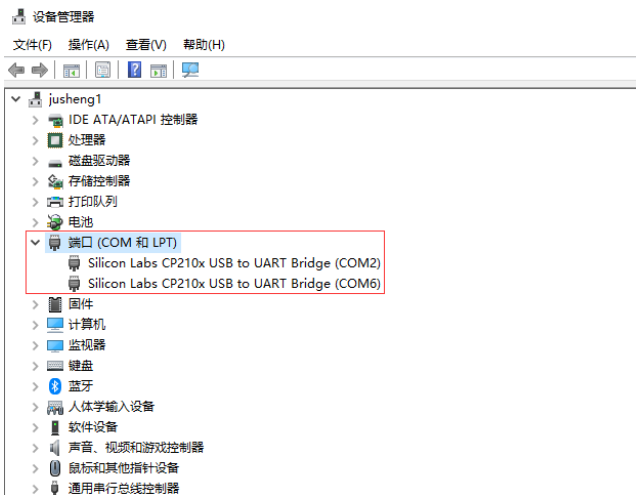 设备管理器
文件(F) 操作(A) 查看(V) 帮助(H)
jusheng1
IDE ATA/ATAPI 控制器
处理器
磁盘驱动器
存储控制器
打印队列
电池
端口 (COM 和 LPT)
Silicon Labs CP210x USB to UART Bridge (COM2)
Silicon Labs CP210x USB to UART Bridge (COM6)
固件
计算机
监视器
键盘
蓝牙
人体学输入设备
软件设备
声音、视频和游戏控制器
鼠标和其他指针设备
通用串行总线控制器